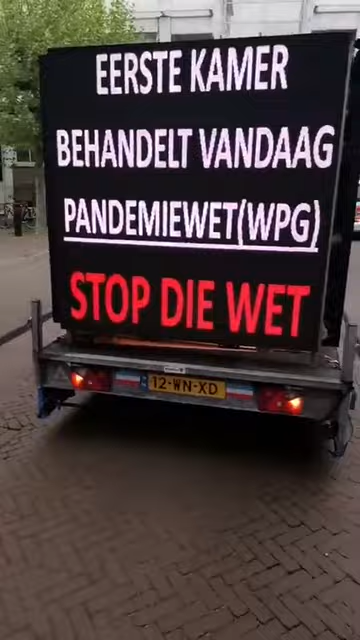 EERSTE KAMER
BEHANDELT VANDAAG
PANDEMIEWET(WPG)
STOP DIE WET
12-WN-XD